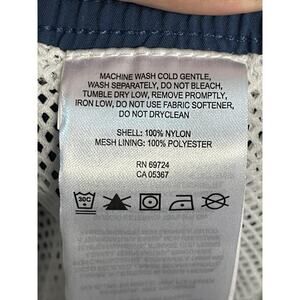 MACHINE WASH COLD GENTLE,
WASH SEPARATELY, DO NOT BLEACH,
TUMBLE DRY LOW, REMOVE PROMPTLY,
IRON LOW, DO NOT USE FABRIC SOFTENER,
DO NOT DRYCLEAN
SHELL: 100% NYLON
MESH LINING: 100% POLYESTER
RN 69724
CA 05367
30C